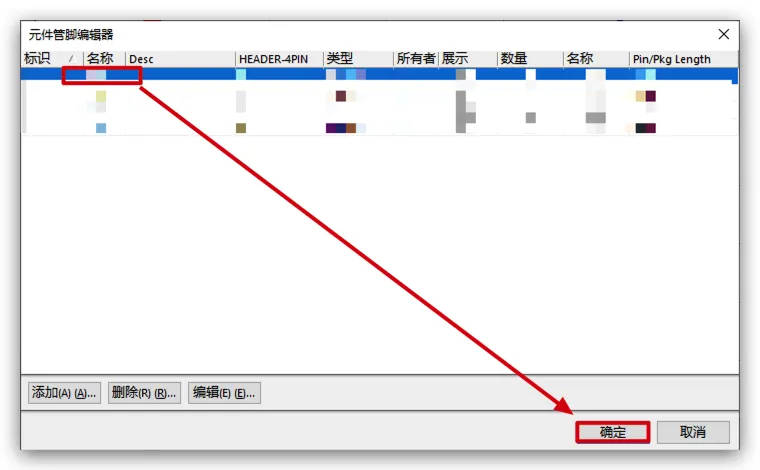 元件管脚编辑器
标识 / 名称 Desc HEADER-4PIN 类型 所有者 展示 数量 名称 Pin/Pkg Length
添加(A) (A)... 删除(R) (R)... 编辑(E) (E)...
确定 取消